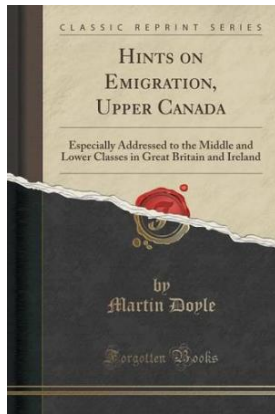 CLASSIC REPRINT SERIES
HINTS ON
EMIGRATION,
UPPER CANADA
Especially Addressed to the Middle and
Lower Classes in Great Britain and Ireland
by
Martin Doyle
Forgotten Books